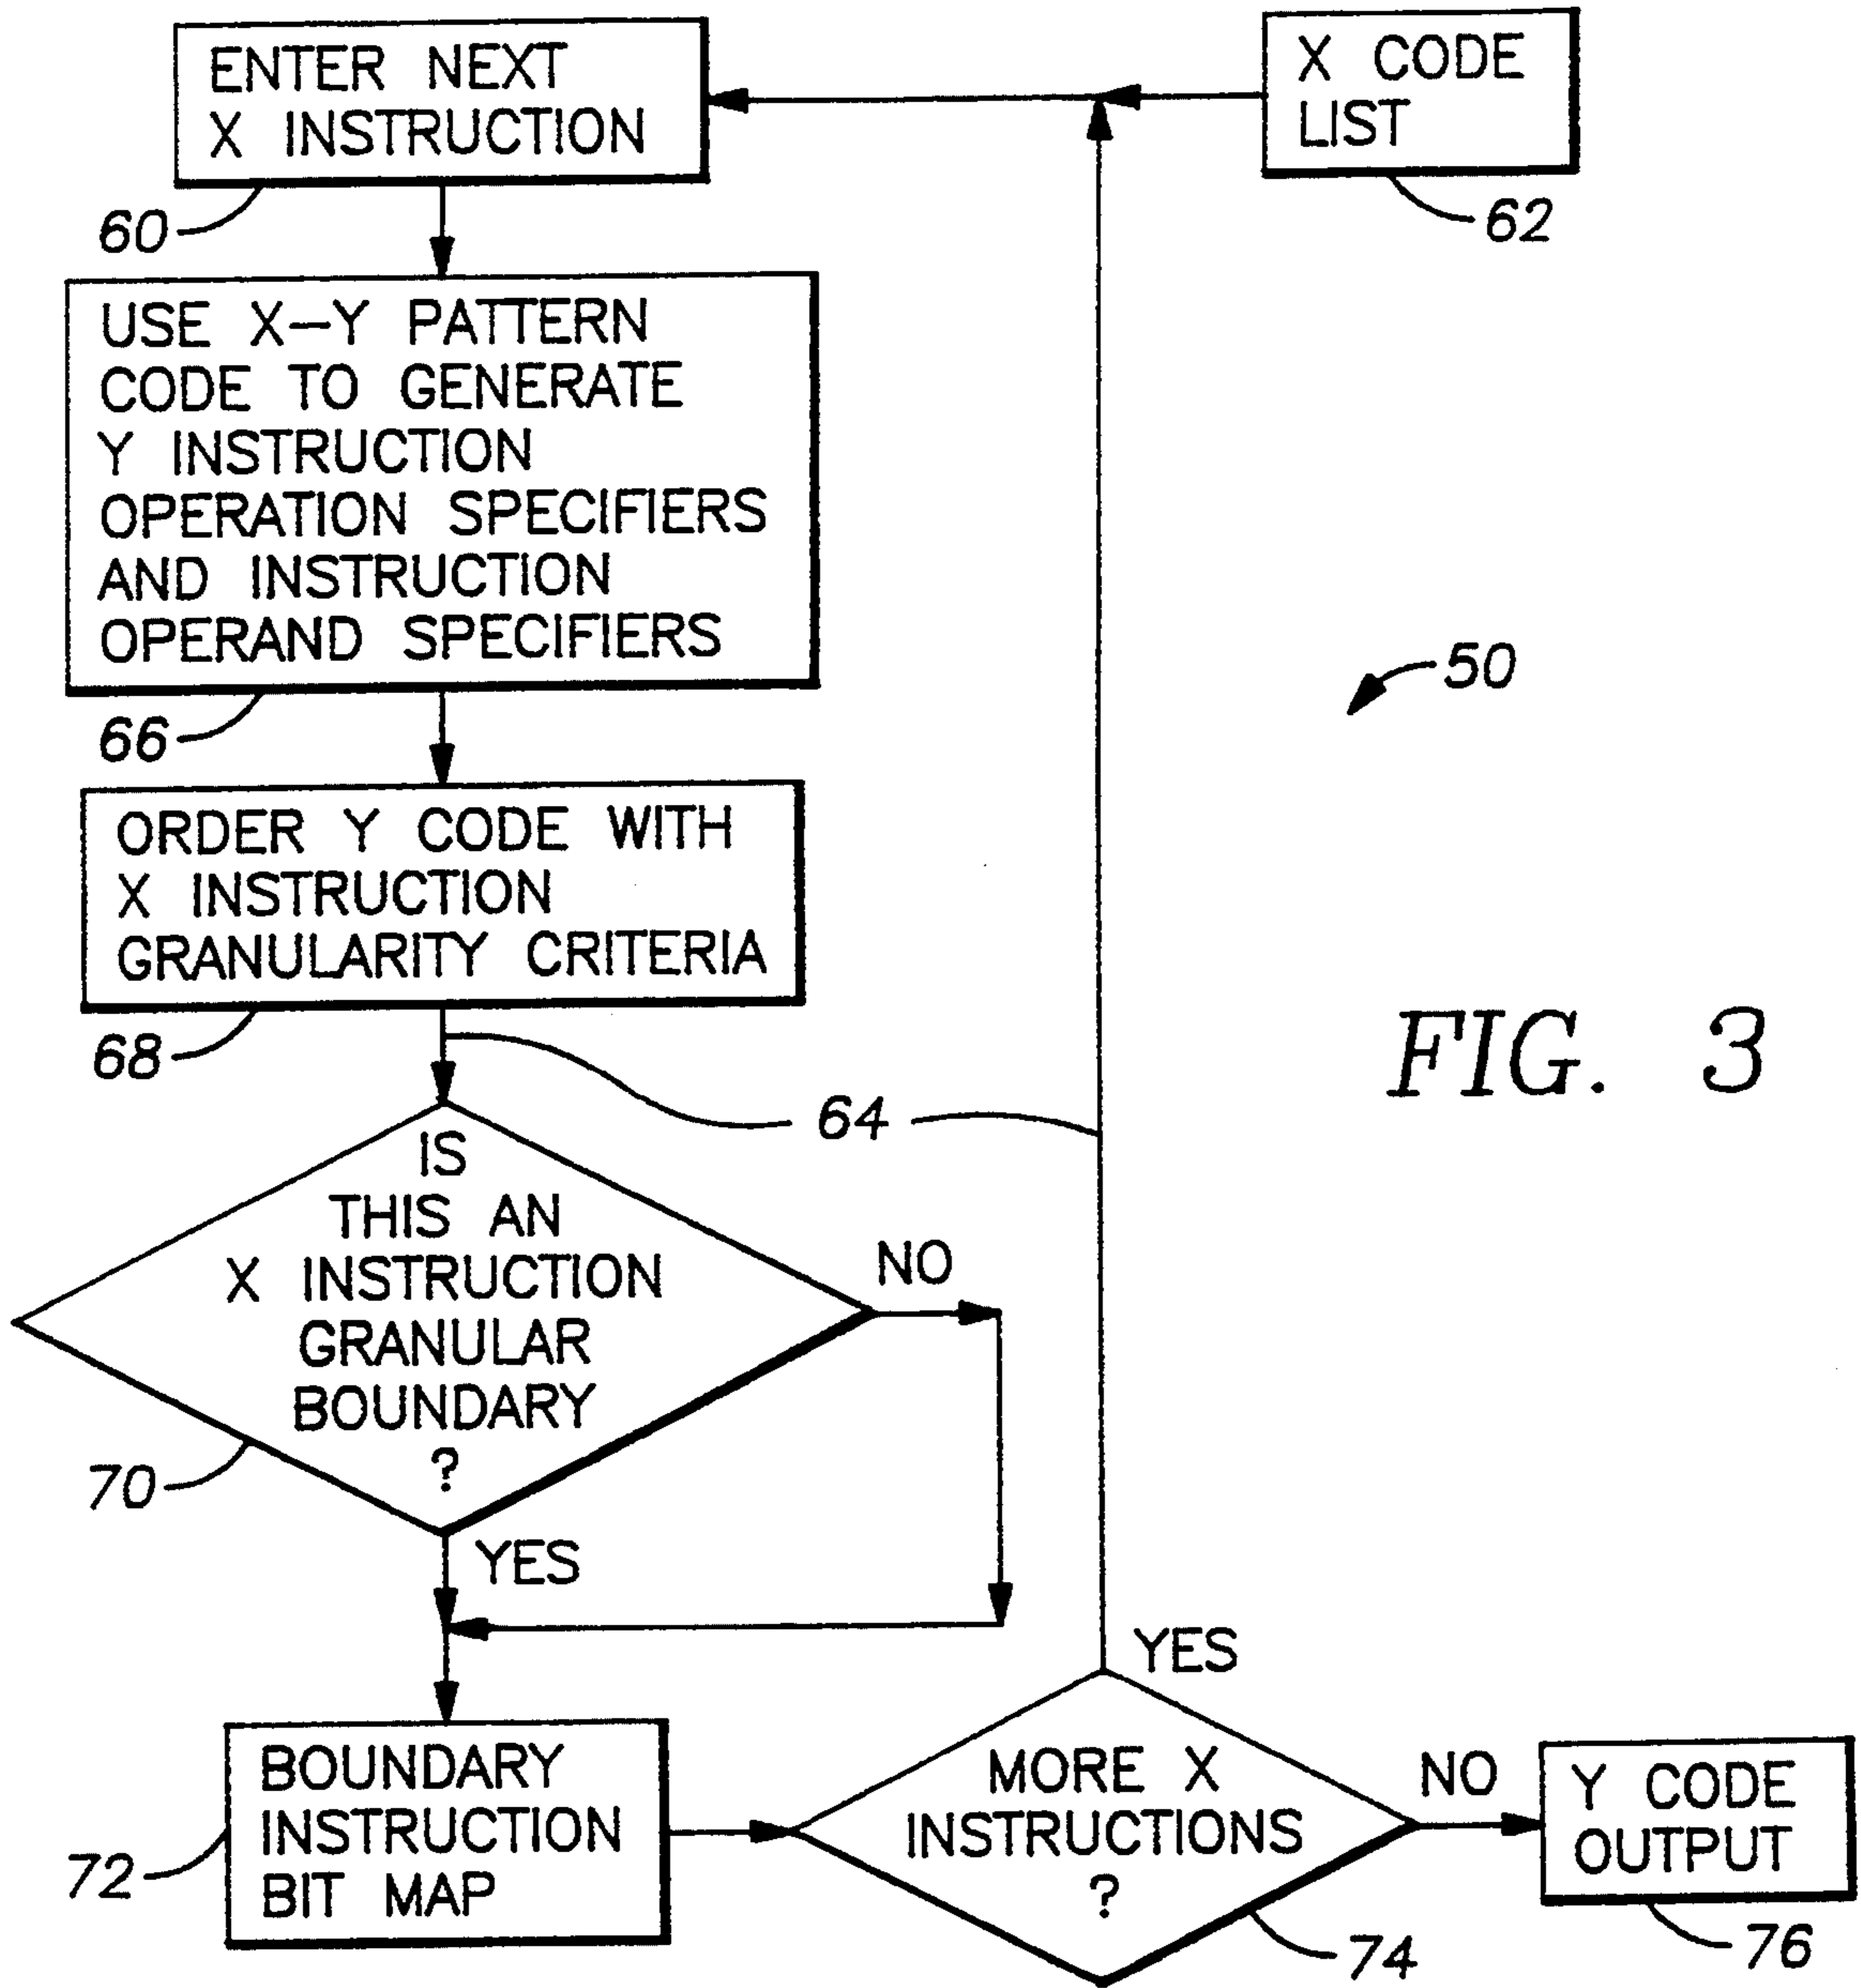 ENTER NEXT
X INSTRUCTION
60
X CODE
LIST
62
USE X–Y PATTERN
CODE TO GENERATE
Y INSTRUCTION
OPERATION SPECIFIERS
AND INSTRUCTION
OPERAND SPECIFIERS
66
50
ORDER Y CODE WITH
X INSTRUCTION
GRANULARITY CRITERIA
68
64
FIG. 3
IS
THIS AN
X INSTRUCTION
GRANULAR
BOUNDARY
?
NO
70
YES
BOUNDARY
INSTRUCTION
BIT MAP
72
YES
MORE X
INSTRUCTIONS
?
74
NO
Y CODE
OUTPUT
76